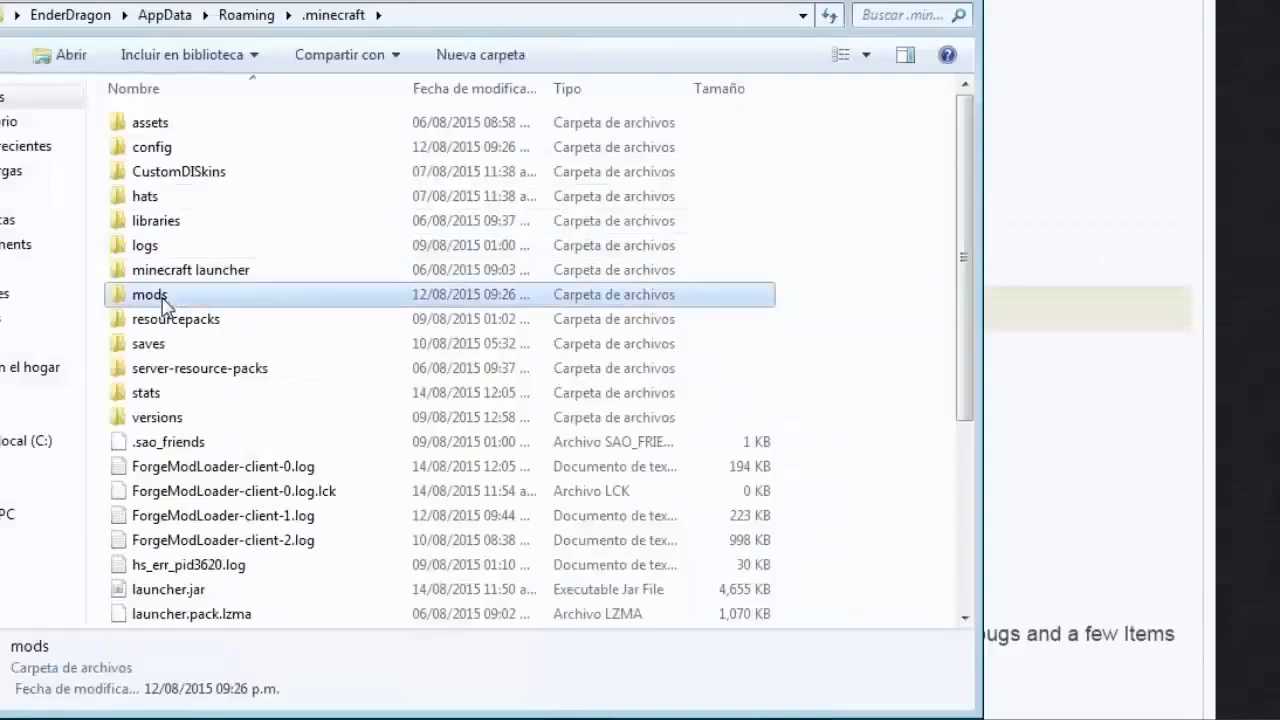 EnderDragon ▸ AppData ▸ Roaming ▸ .minecraft ▸
Buscar .min...
Abrir Incluir en biblioteca Compartir con Nueva carpeta
Nombre Fecha de modifica... Tipo Tamaño
assets 06/08/2015 08:58 ... Carpeta de archivos
config 12/08/2015 09:26 ... Carpeta de archivos
CustomDISkins 07/08/2015 11:38 a... Carpeta de archivos
hats 07/08/2015 11:38 a... Carpeta de archivos
libraries 06/08/2015 09:37 ... Carpeta de archivos
logs 09/08/2015 01:00 ... Carpeta de archivos
minecraft launcher 06/08/2015 09:03 ... Carpeta de archivos
mods 12/08/2015 09:26 ... Carpeta de archivos
resourcepacks 09/08/2015 01:02 ... Carpeta de archivos
saves 10/08/2015 05:32 ... Carpeta de archivos
server-resource-packs 06/08/2015 09:37 ... Carpeta de archivos
stats 14/08/2015 12:05 ... Carpeta de archivos
versions 09/08/2015 12:58 ... Carpeta de archivos
.sao_friends 09/08/2015 01:00 ... Archivo SAO_FRIE... 1 KB
ForgeModLoader-client-0.log 14/08/2015 12:05 ... Documento de tex... 194 KB
ForgeModLoader-client-0.log.lck 14/08/2015 11:54 a... Archivo LCK 0 KB
ForgeModLoader-client-1.log 12/08/2015 09:44 ... Documento de tex... 223 KB
ForgeModLoader-client-2.log 10/08/2015 08:38 ... Documento de tex... 998 KB
hs_err_pid3620.log 09/08/2015 01:10 ... Documento de tex... 30 KB
launcher.jar 14/08/2015 11:50 a... Executable Jar File 4,655 KB
launcher.pack.lzma 06/08/2015 09:02 ... Archivo LZMA 1,070 KB
s
rio
recientes
rgas
cas
ments
es
s
n el hogar
local (C:)
PC
mods
Carpeta de archivos
Fecha de modifica... 12/08/2015 09:26 p.m.
ougs and a few Items